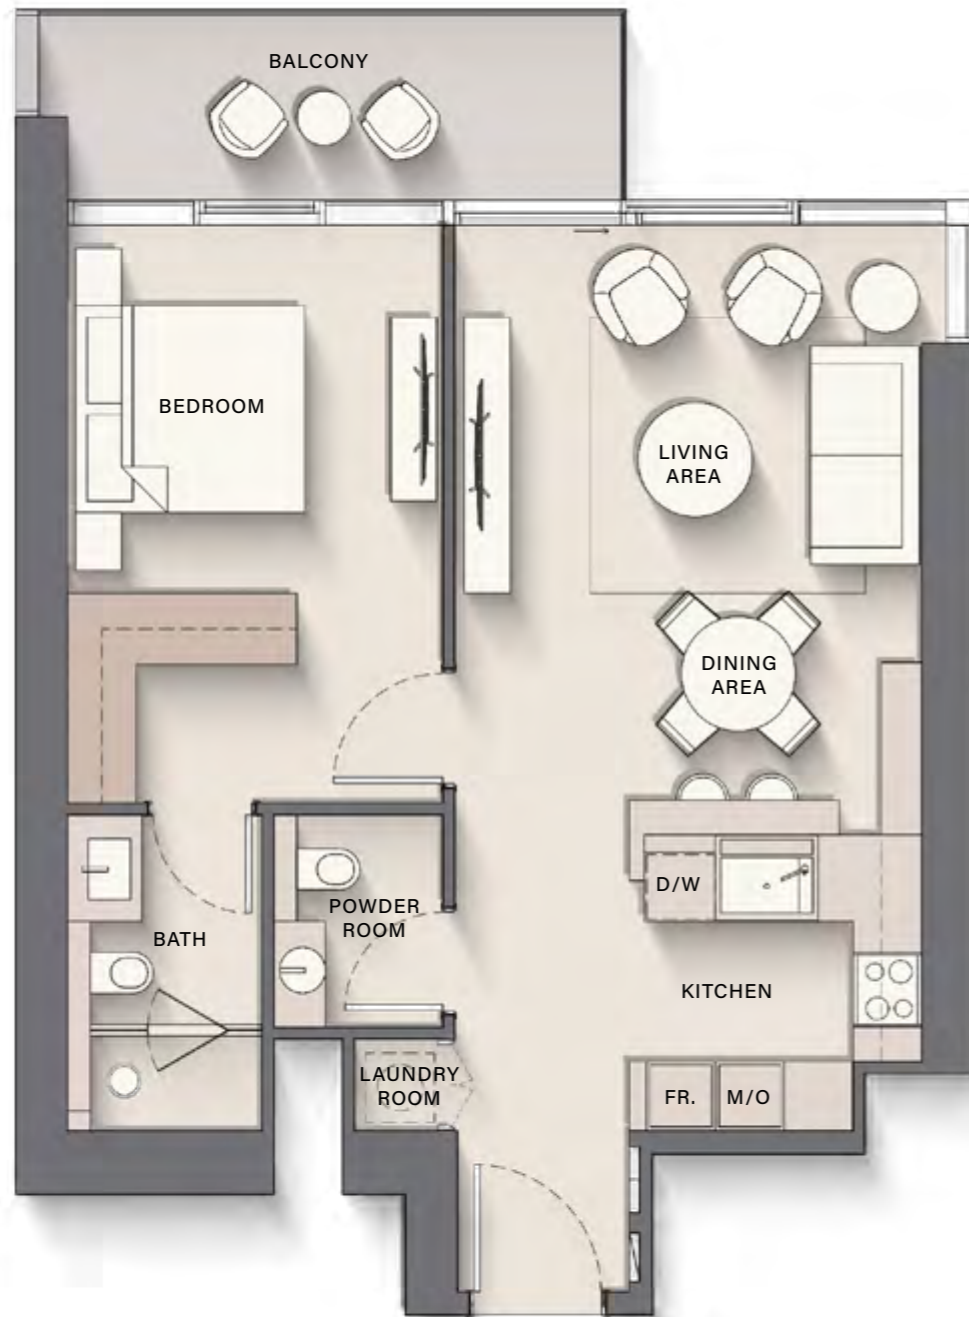 BALCONY
BEDROOM
LIVING
AREA
DINING
AREA
D/W
POWDER
ROOM
BATH
KITCHEN
LAUNDRY
ROOM
FR.
M/O